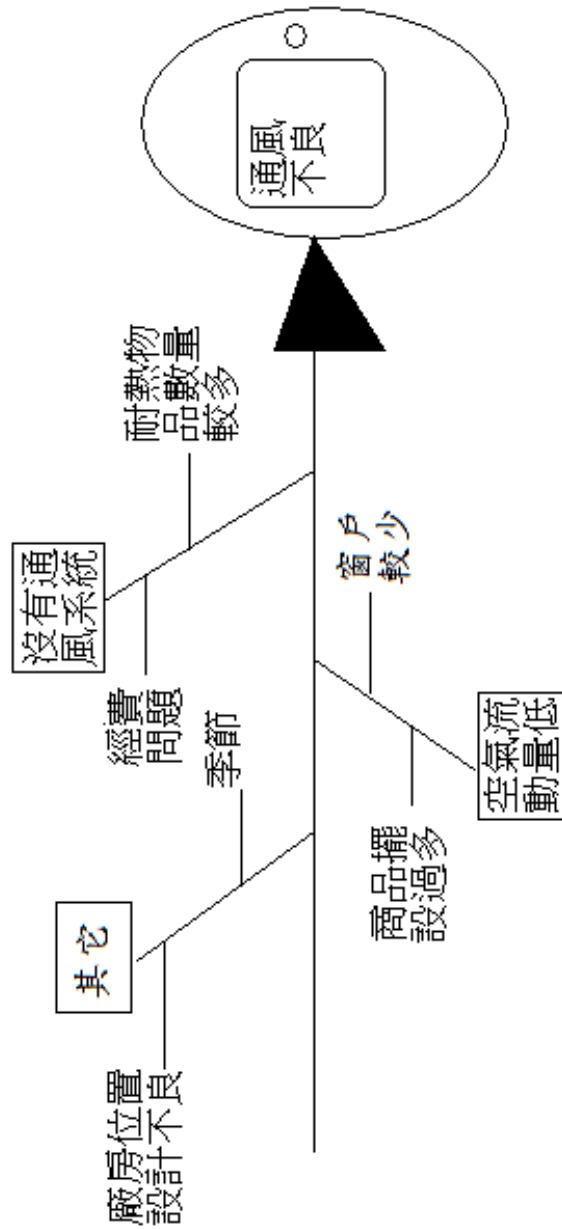 通風
不良
耐熱物
品數量
較多
沒有通
風系統
經費
問題
季節
其它
廠房位置
設計不良
窗戶
較少
商品擺
設過多
空氣流
動量低